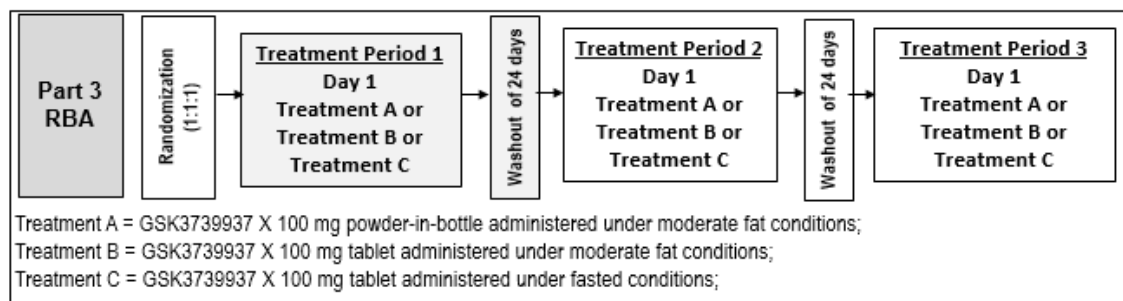 Part 3
RBA
Randomization
(1:1:1)
Treatment Period 1
Day 1
Treatment A or
Treatment B or
Treatment C
Washout of 24 days
Treatment Period 2
Day 1
Treatment A or
Treatment B or
Treatment C
Washout of 24 days
Treatment Period 3
Day 1
Treatment A or
Treatment B or
Treatment C
Treatment A = GSK3739937 X 100 mg powder-in-bottle administered under moderate fat conditions;
Treatment B = GSK3739937 X 100 mg tablet administered under moderate fat conditions;
Treatment C = GSK3739937 X 100 mg tablet administered under fasted conditions;